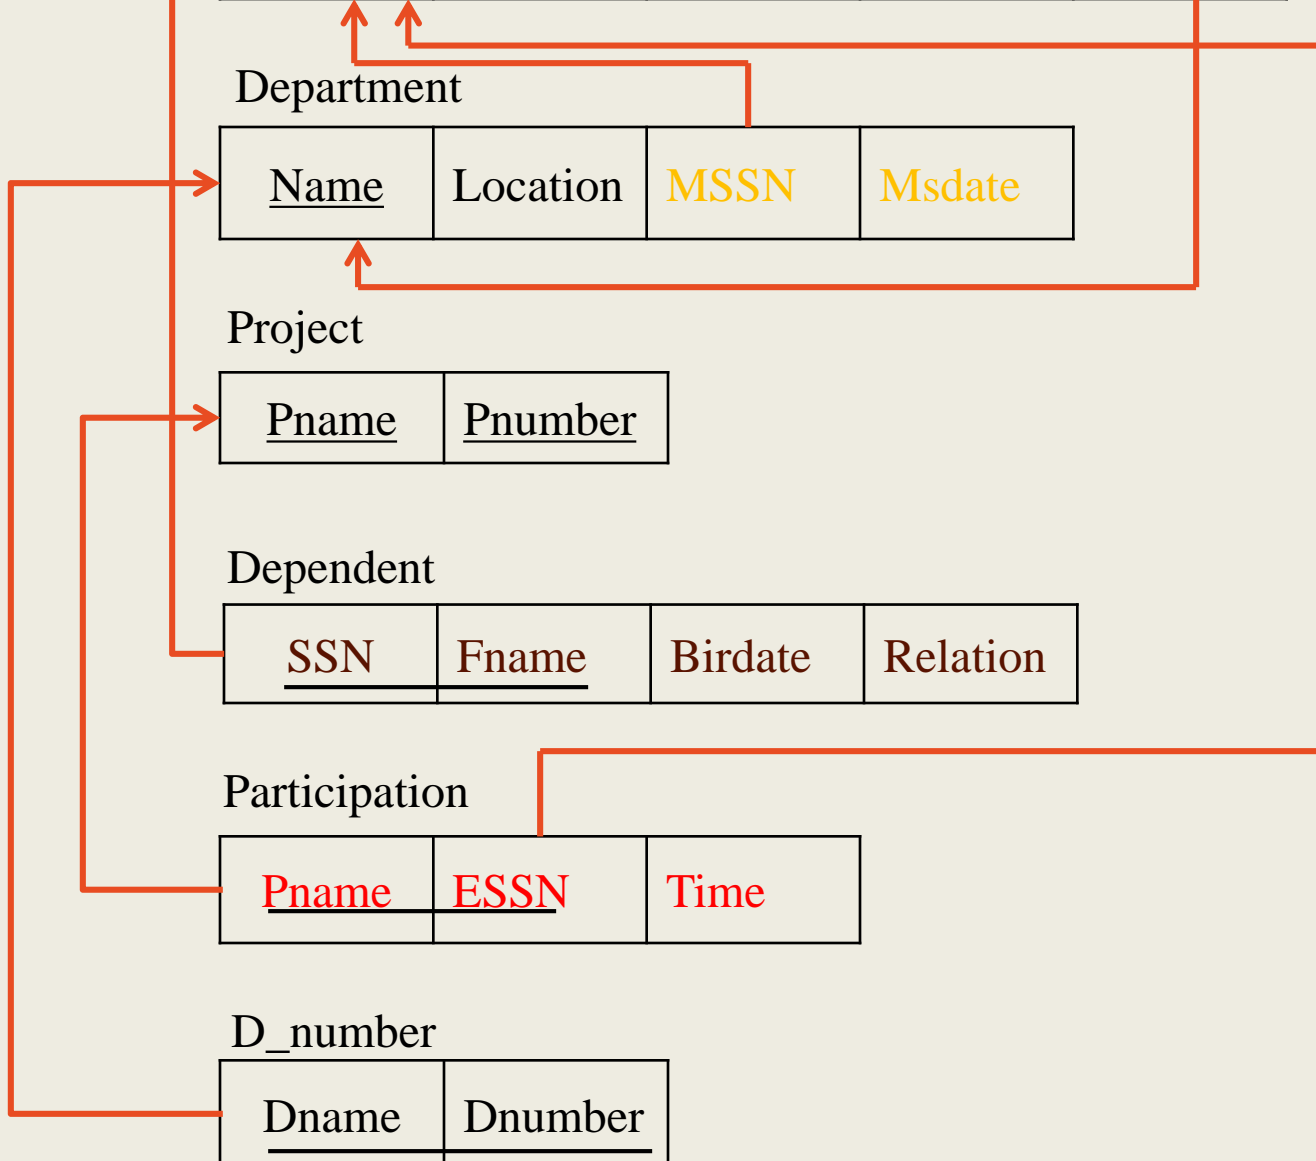 Department
Name Location MSSN Msdate
Project
Pname Pnumber
Dependent
SSN Fname Birdate Relation
Participation
Pname ESSN Time
D_number
Dname Dnumber